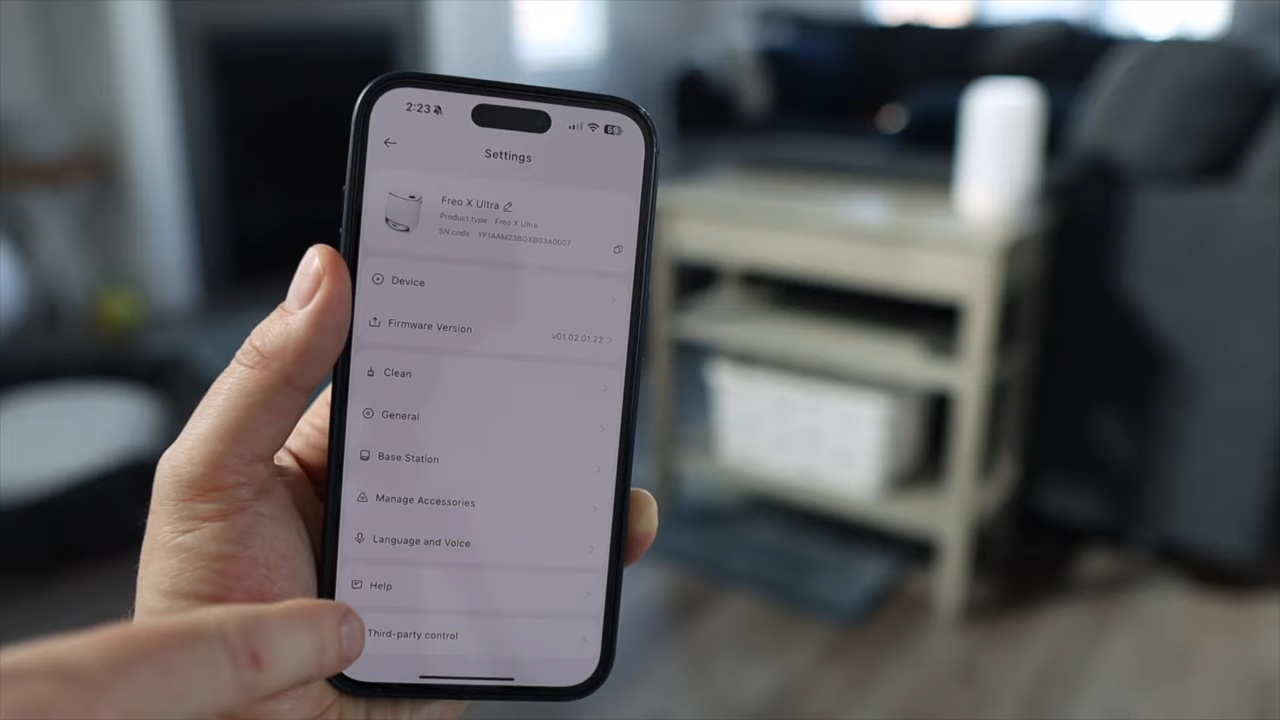 2:23
59
Settings
Freo X Ultra
Product type Freo X Ultra
SN code YF1AAM23BGXB03A0007
Device
Firmware Version v01.02.01.22
Clean
General
Base Station
Manage Accessories
Language and Voice
Help
Third-party control